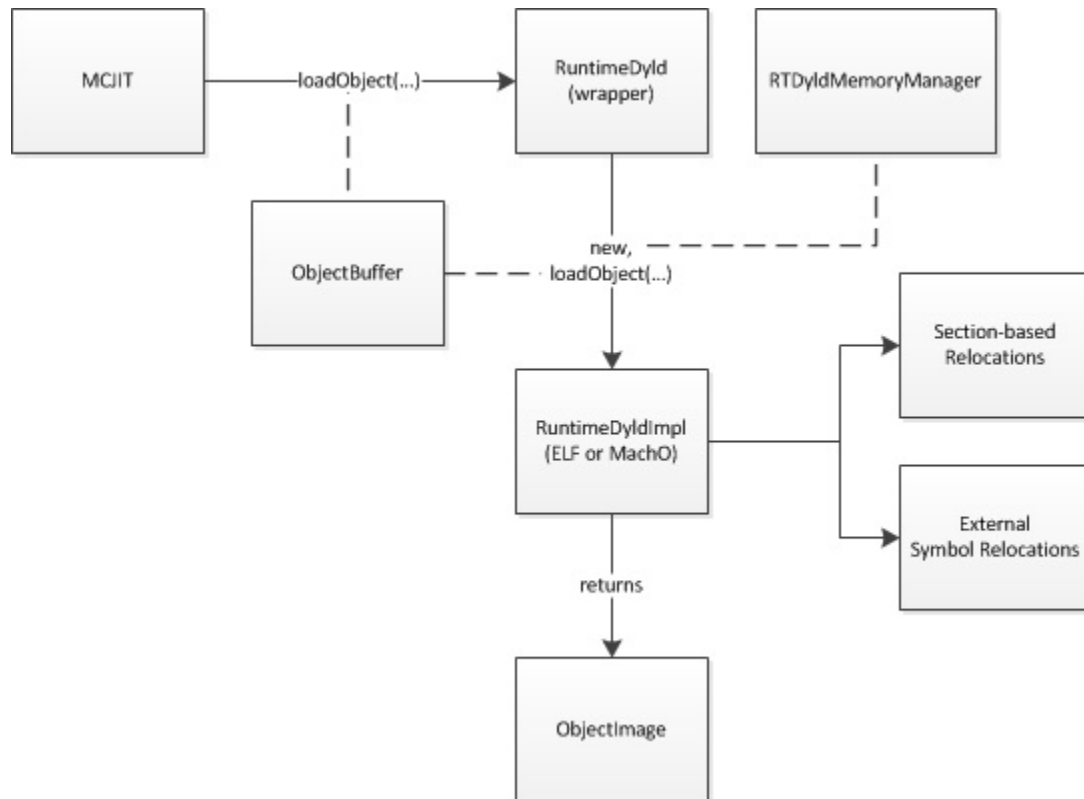 MCJIT
loadObject(...)
RuntimeDyld
(wrapper)
RTDyldMemoryManager
ObjectBuffer
new,
loadObject(...)
Section-based
Relocations
RuntimeDyldImpl
(ELF or MachO)
External
Symbol Relocations
returns
ObjectImage